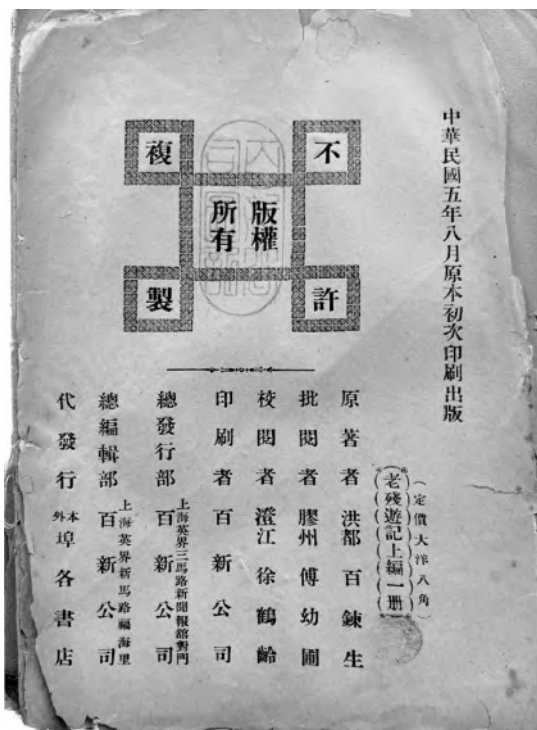 中華民國五年八月原本初次印刷出版
不許
版權
所有
複製
(定價大洋八角)
老殘遊記上編一册
原著者 洪都百鍊生
批閱者 膠州傅幼圃
校閱者 澄江徐鶴齡
印刷者 百新公司
總發行部 上海英界三馬路新聞報館對門 百新公司
總編輯部 上海英界新馬路福海里 百新公司
代發行 本外埠各書店